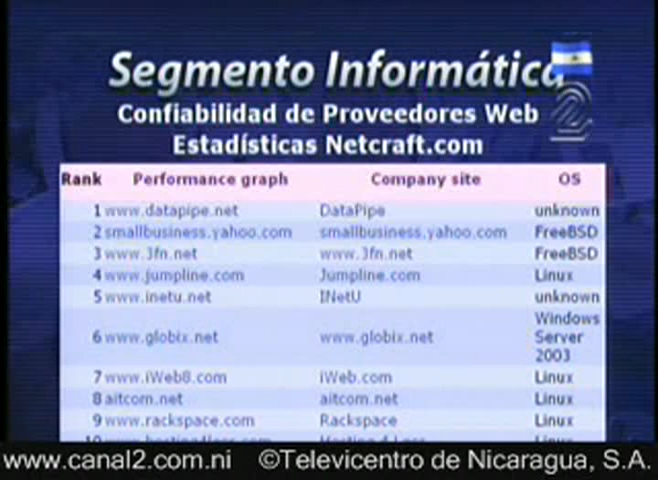 Segmento Informática
Confiabilidad de Proveedores Web
Estadísticas Netcraft.com
Rank Performance graph Company site OS
1 www.datapipe.net DataPipe unknown
2 smallbusiness.yahoo.com smallbusiness.yahoo.com FreeBSD
3 www.3fn.net www.3fn.net FreeBSD
4 www.jumpline.com Jumpline.com Linux
5 www.inetu.net INetU unknown
6 www.globix.net www.globix.net Windows Server 2003
7 www.iWeb8.com iWeb.com Linux
8 aitcom.net aitcom.net Linux
9 www.rackspace.com Rackspace Linux
www.canal2.com.ni ©Televicentro de Nicaragua, S.A.